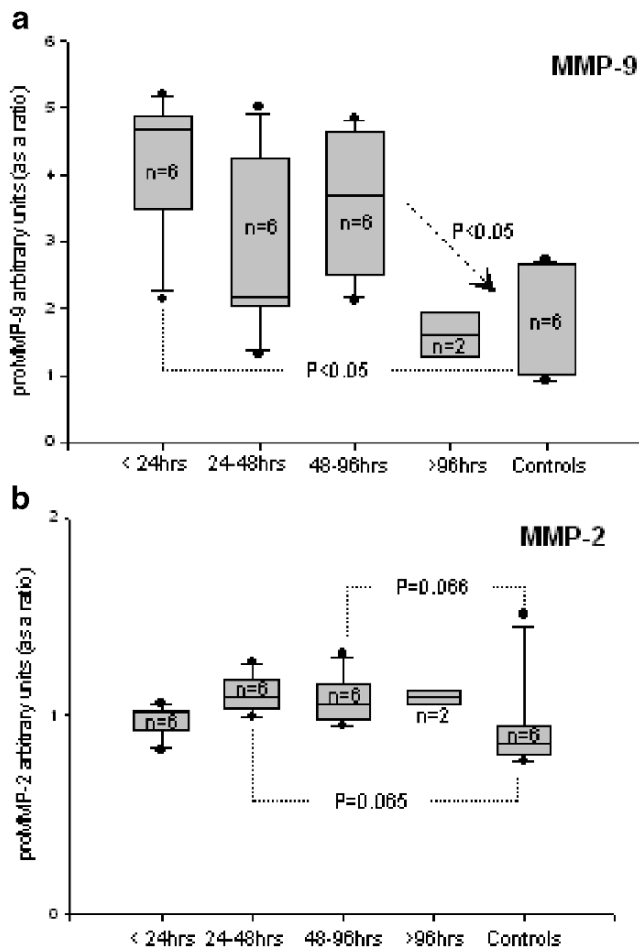 a
6
MMP-9
5
n=6
4
n=6
n=6
3
P<0.05
n=6
2
n=2
P<0.05
1
0
proMMP-9 arbitrary units (as a ratio)
< 24hrs 24-48hrs 48-96hrs >96hrs Controls
b
2
MMP-2
P=0.066
n=6
n=6
n=6
n=2
n=6
1
P=0.065
0
proMMP-2 arbitrary units (as a ratio)
< 24hrs 24-48hrs 48-96hrs >96hrs Controls